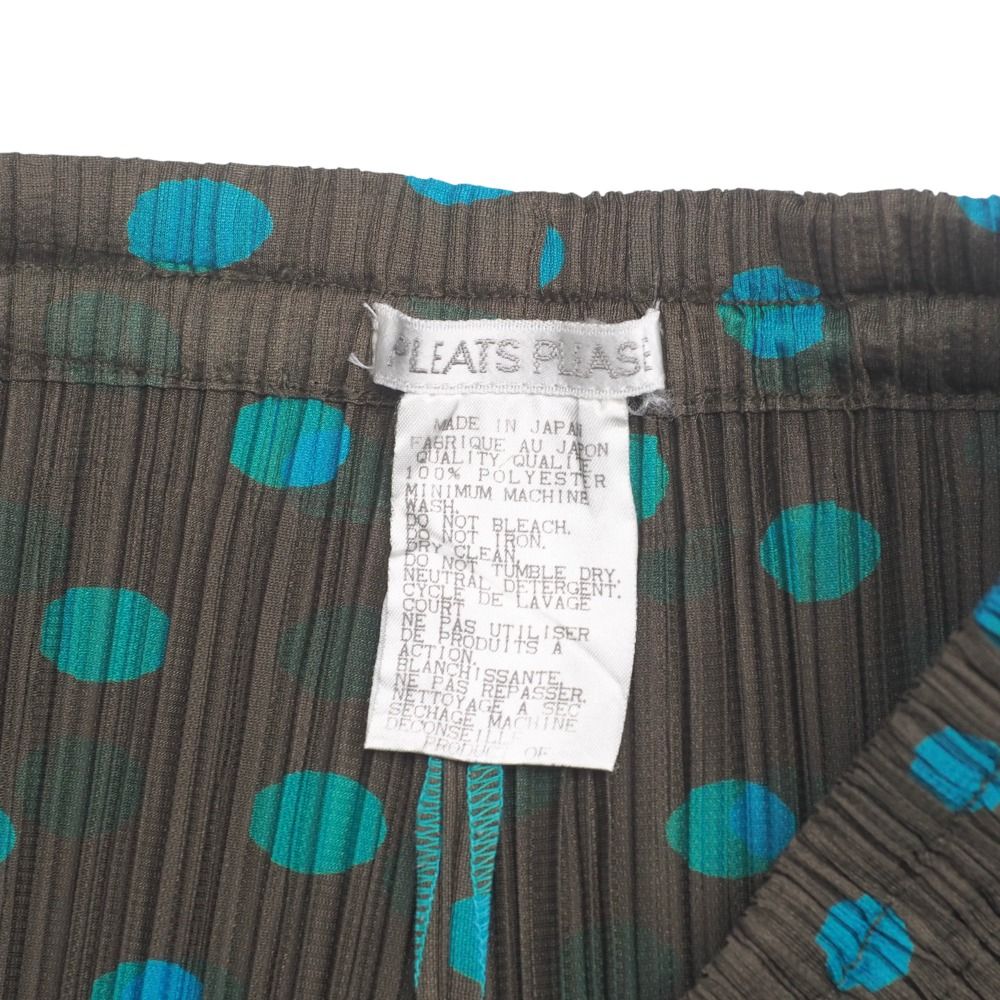 PLEATS PLEASE
MADE IN JAPAN
FABRIQUE AU JAPON
QUALITY/QUALITE
100% POLYESTER
MINIMUM MACHINE
WASH.
DO NOT BLEACH.
DO NOT IRON.
DRY CLEAN.
DO NOT TUMBLE DRY.
NEUTRAL DETERGENT.
CYCLE DE LAVAGE
COURT
NE PAS UTILISER
DE PRODUITS A
ACTION.
BLANCHISSANTE,
NE PAS REPASSER.
NETTOYAGE A SEC
SECHAGE MACHINE
DECONSEILLE
PRODUCT OF